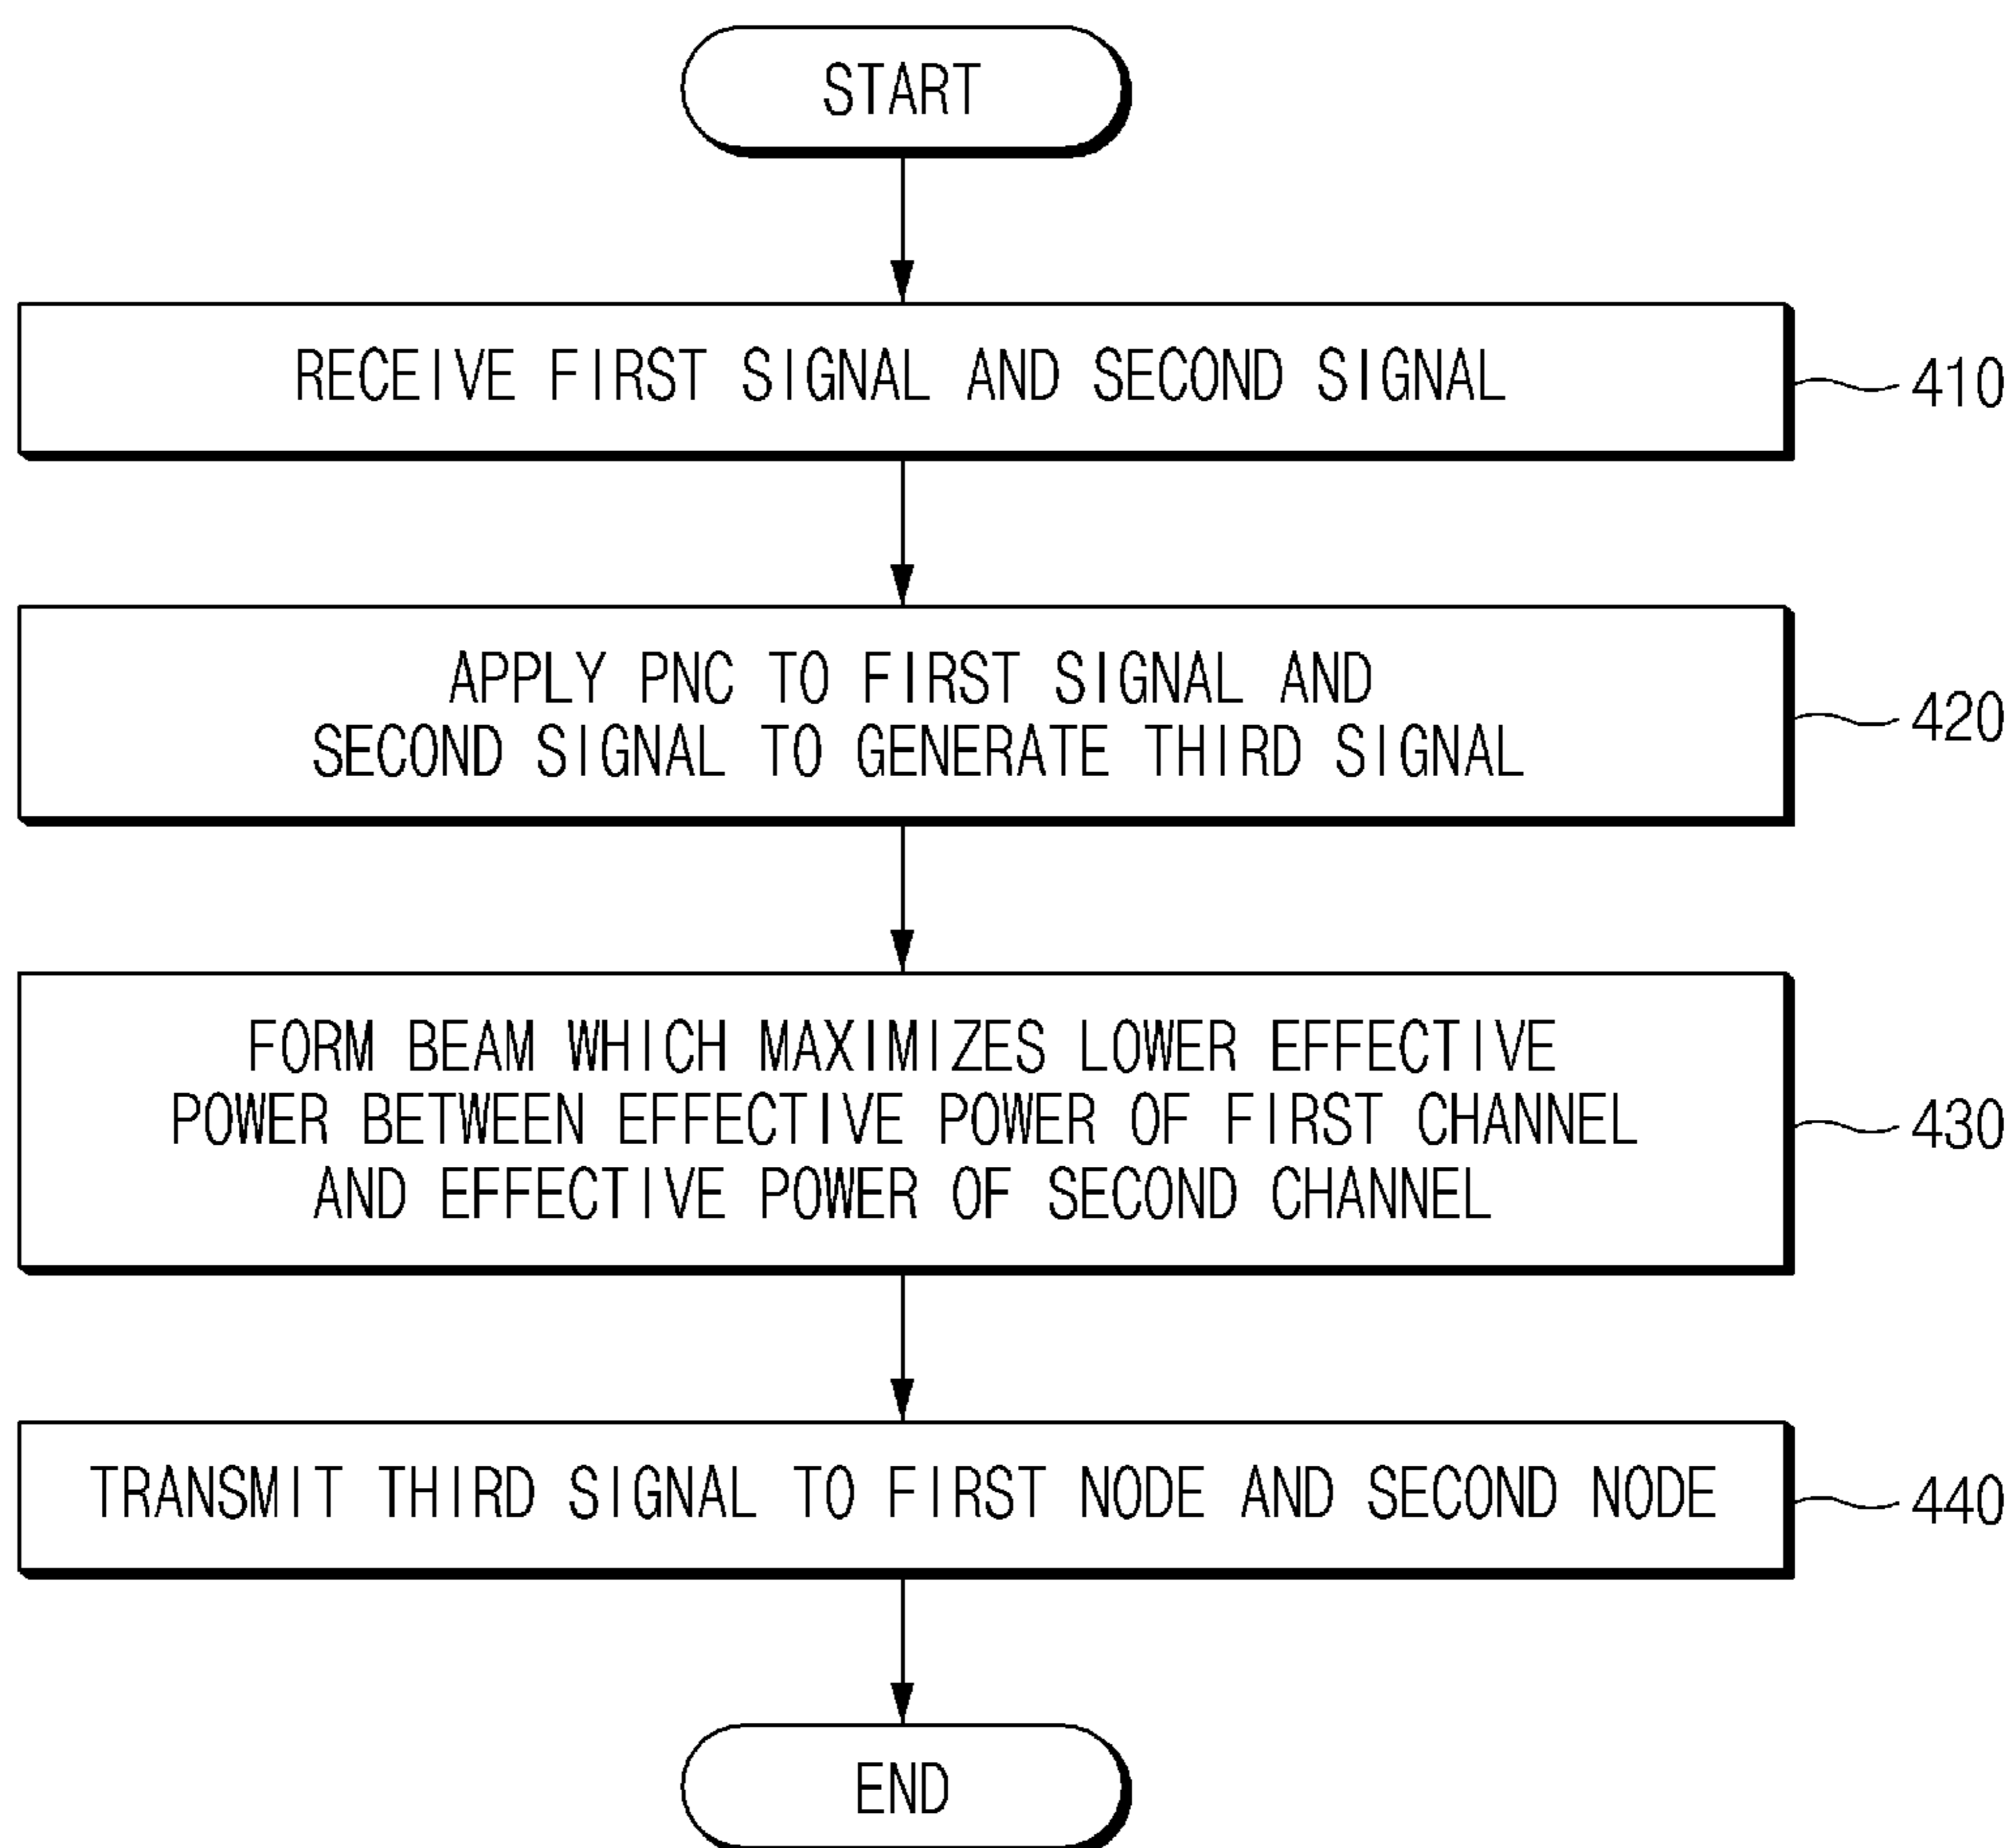 START
RECEIVE FIRST SIGNAL AND SECOND SIGNAL
410
APPLY PNC TO FIRST SIGNAL AND
SECOND SIGNAL TO GENERATE THIRD SIGNAL
420
FORM BEAM WHICH MAXIMIZES LOWER EFFECTIVE
POWER BETWEEN EFFECTIVE POWER OF FIRST CHANNEL
AND EFFECTIVE POWER OF SECOND CHANNEL
430
TRANSMIT THIRD SIGNAL TO FIRST NODE AND SECOND NODE
440
END